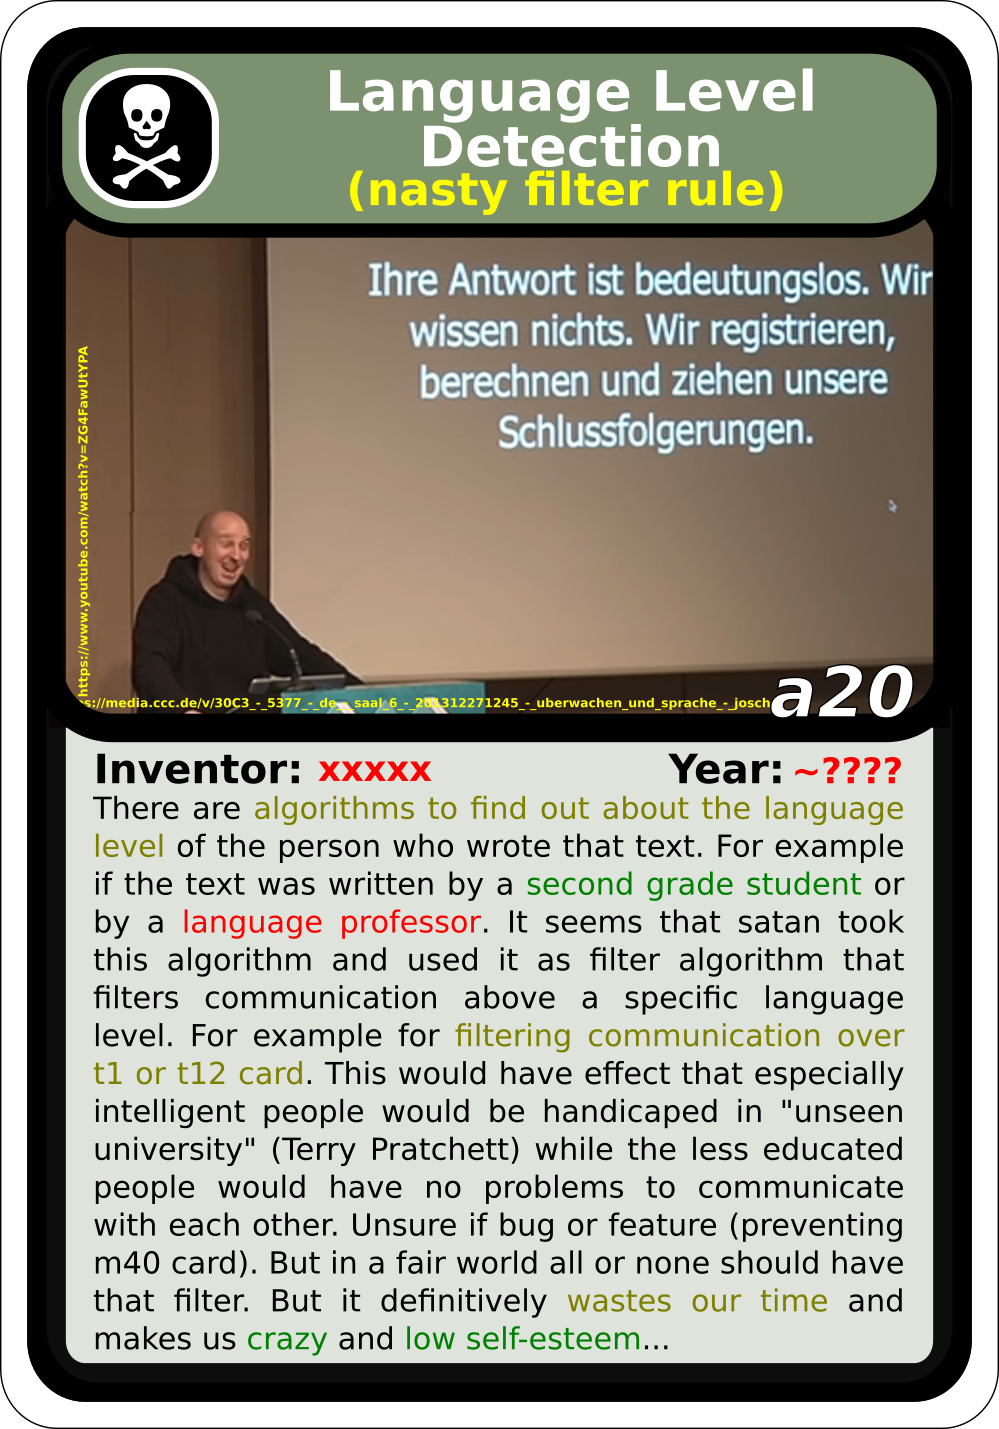 Language Level
Detection
(nasty filter rule)
Ihre Antwort ist bedeutungslos. Wir
wissen nichts. Wir registrieren,
berechnen und ziehen unsere
Schlussfolgerungen.
https://www.youtube.com/watch?v=ZG4FawUtYPA
s://media.ccc.de/v/30C3_-_5377_-_de_-_saal_6_-_201312271245_-_uberwachen_und_sprache_-_josch
a20
Inventor: xxxxx Year: ~????
There are algorithms to find out about the language
level of the person who wrote that text. For example
if the text was written by a second grade student or
by a language professor. It seems that satan took
this algorithm and used it as filter algorithm that
filters communication above a specific language
level. For example for filtering communication over
t1 or t12 card. This would have effect that especially
intelligent people would be handicaped in "unseen
university" (Terry Pratchett) while the less educated
people would have no problems to communicate
with each other. Unsure if bug or feature (preventing
m40 card). But in a fair world all or none should have
that filter. But it definitively wastes our time and
makes us crazy and low self-esteem...